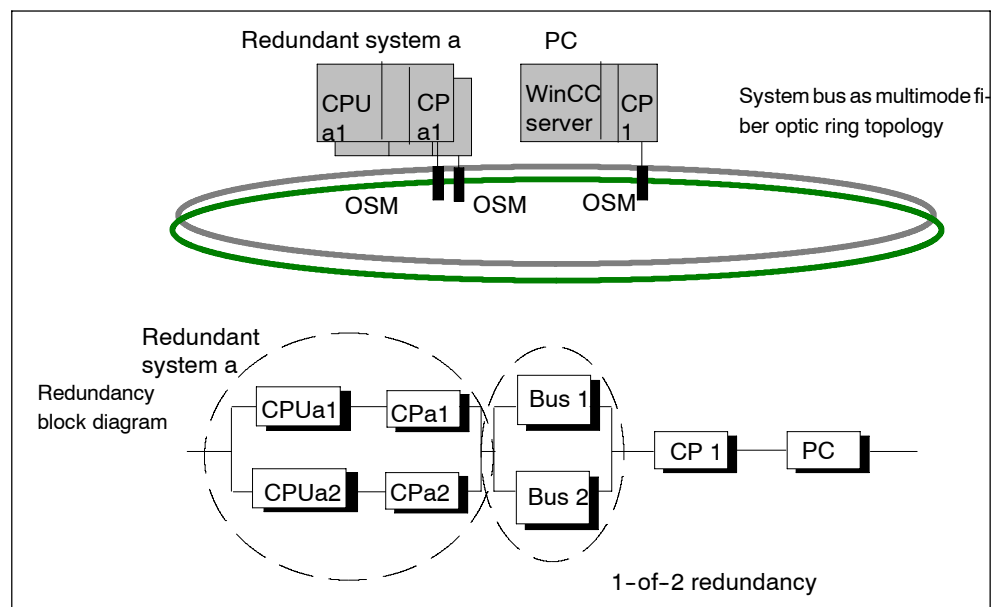 Redundant system a
PC
CPU
a1
CP
a1
WinCC
server
CP
1
System bus as multimode fi-
ber optic ring topology
OSM
OSM
OSM
Redundant
system a
Redundancy
block diagram
CPUa1
CPa1
Bus 1
CP 1
PC
CPUa2
CPa2
Bus 2
1-of-2 redundancy